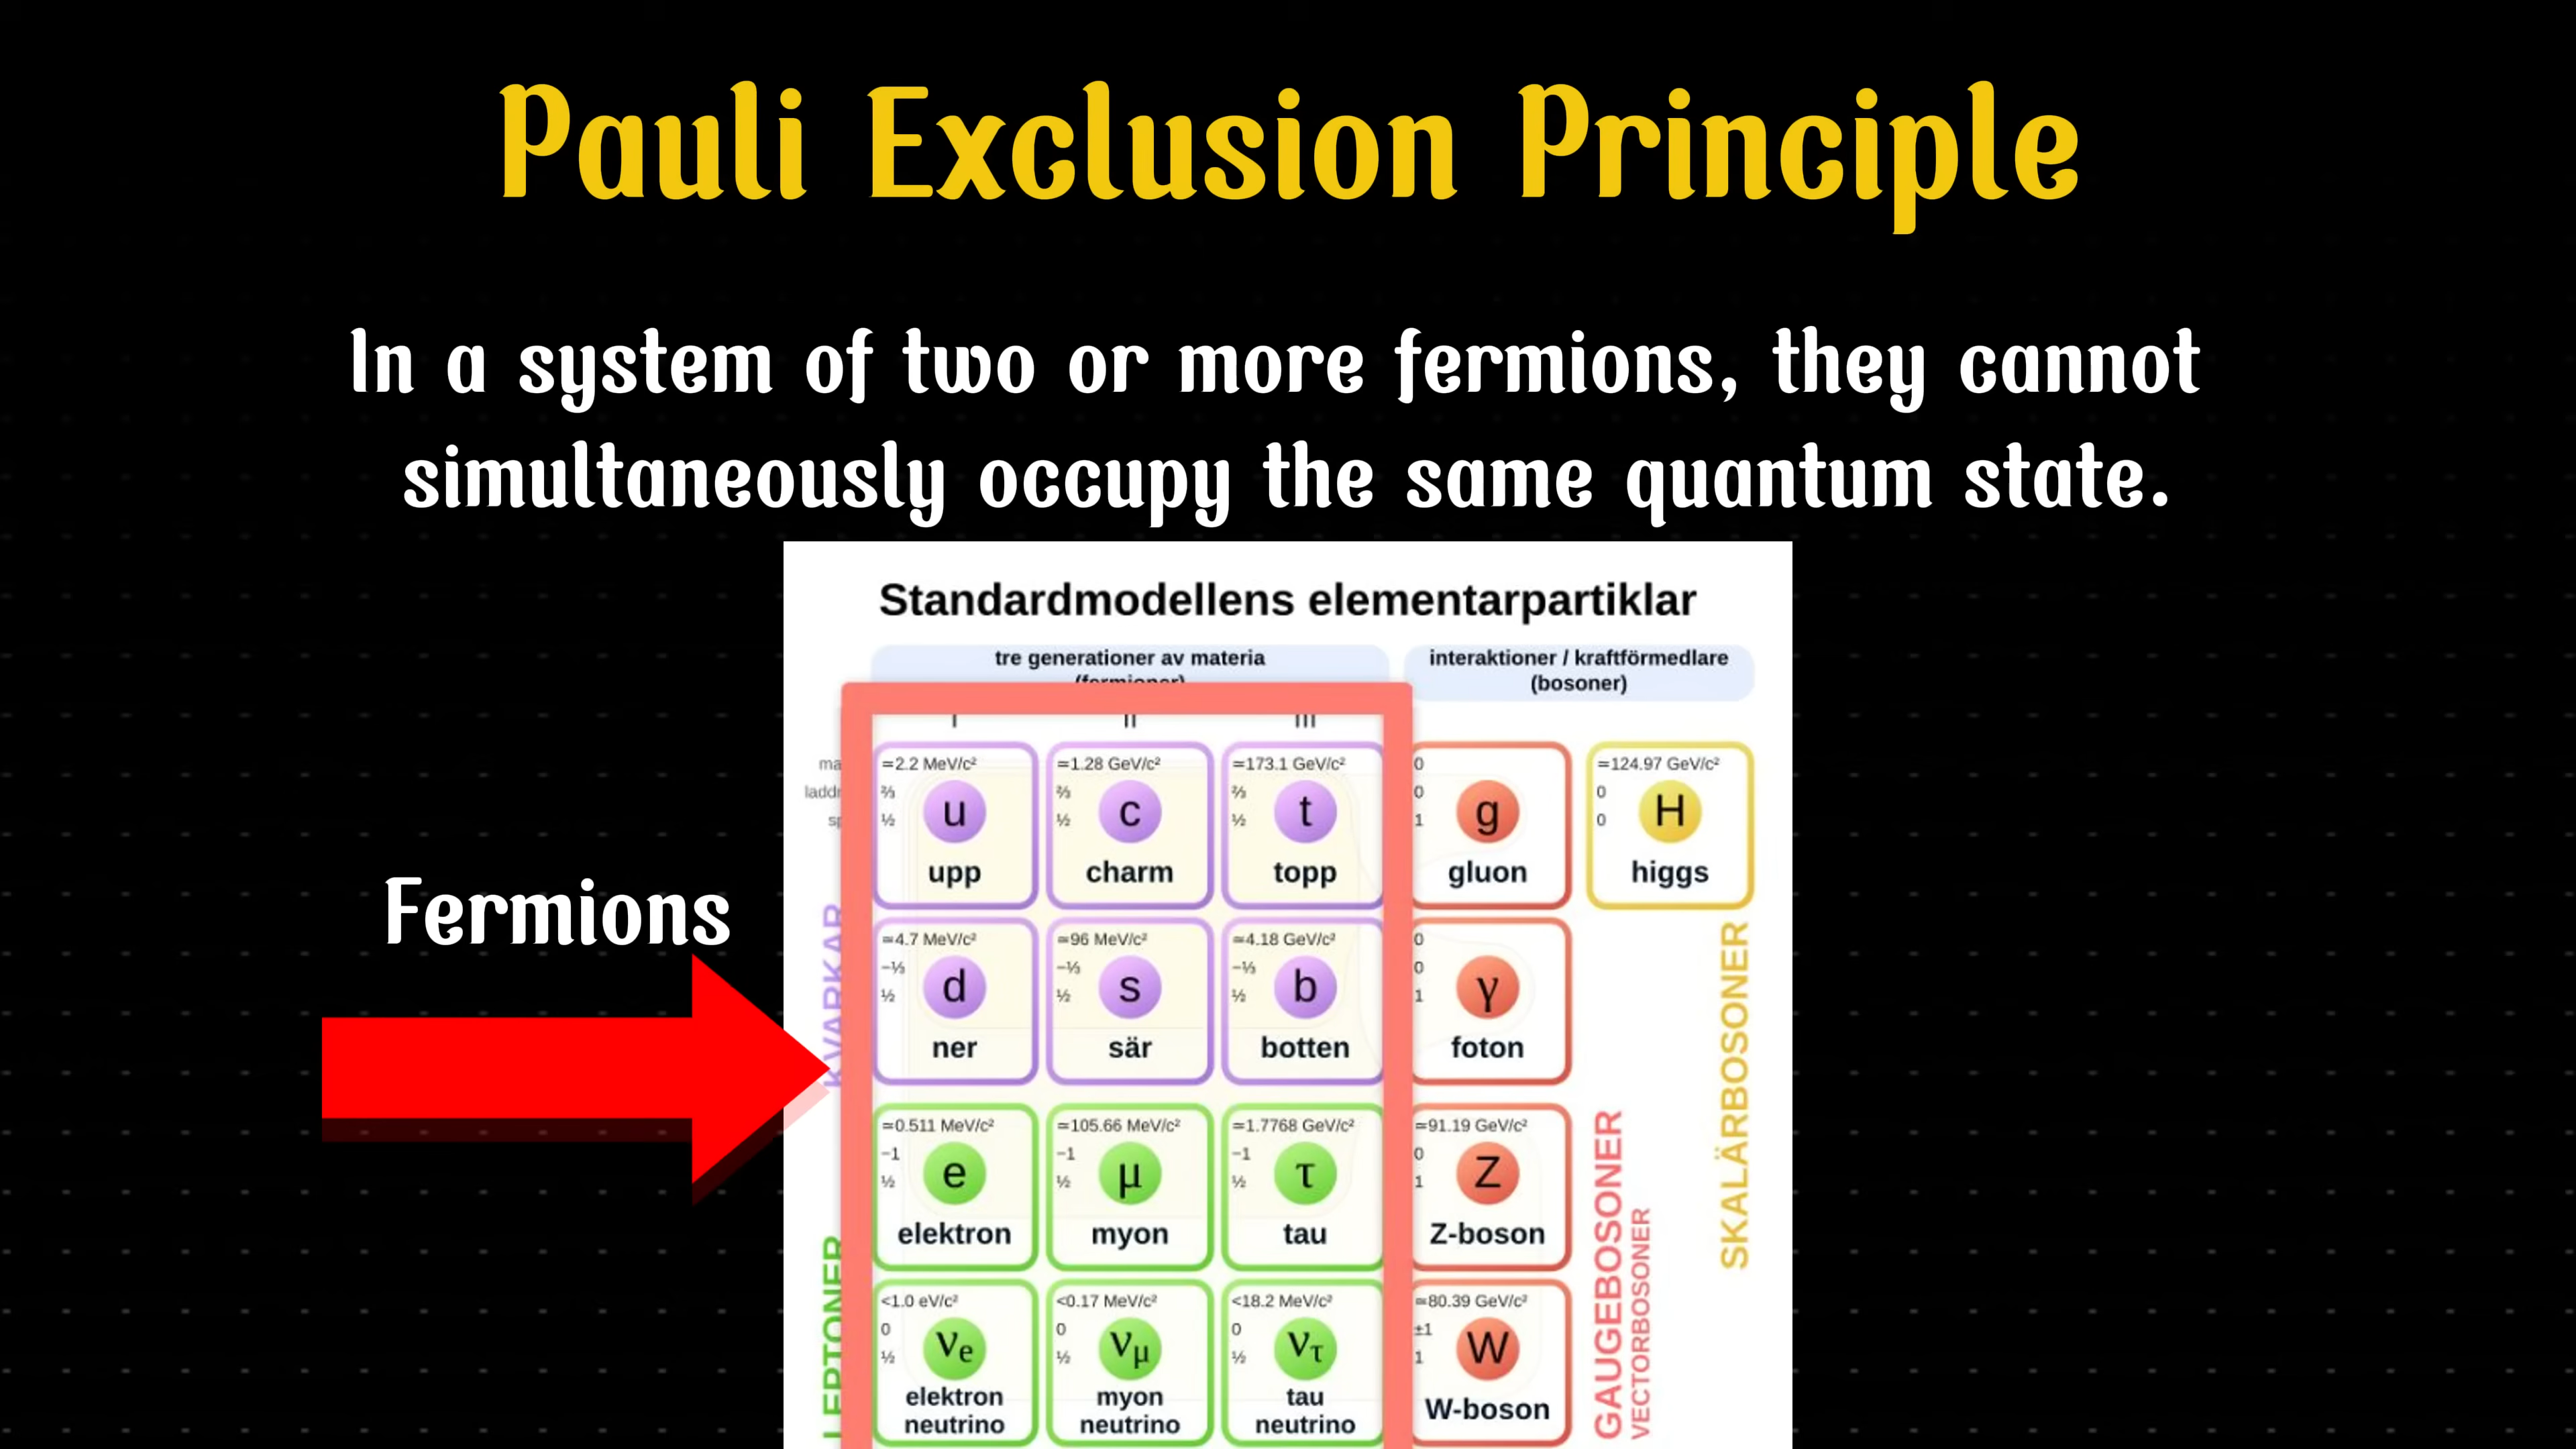 Pauli Exclusion Principle
In a system of two or more fermions, they cannot
simultaneously occupy the same quantum state.
Standardmodellens elementarpartiklar
tre generationer av materia
(fermioner)
interaktioner / kraftförmedlare
(bosoner)
I II III
≃2.2 MeV/c²
⅔
½
u
upp
≃1.28 GeV/c²
⅔
½
c
charm
≃173.1 GeV/c²
⅔
½
t
topp
0
0
1
g
gluon
≃124.97 GeV/c²
0
0
H
higgs
Fermions
KVARKAR
≃4.7 MeV/c²
−⅓
½
d
ner
≃96 MeV/c²
−⅓
½
s
sär
≃4.18 GeV/c²
−⅓
½
b
botten
0
0
1
γ
foton
SKALÄRBOSONER
LEPTONER
≃0.511 MeV/c²
−1
½
e
elektron
≃105.66 MeV/c²
−1
½
μ
myon
≃1.7768 GeV/c²
−1
½
τ
tau
≃91.19 GeV/c²
0
1
Z
Z-boson
GAUGEBOSONER
VECTORBOSONER
<1.0 eV/c²
0
½
νe
elektron
neutrino
<0.17 MeV/c²
0
½
νμ
myon
neutrino
<18.2 MeV/c²
0
½
ντ
tau
neutrino
≃80.39 GeV/c²
±1
1
W
W-boson